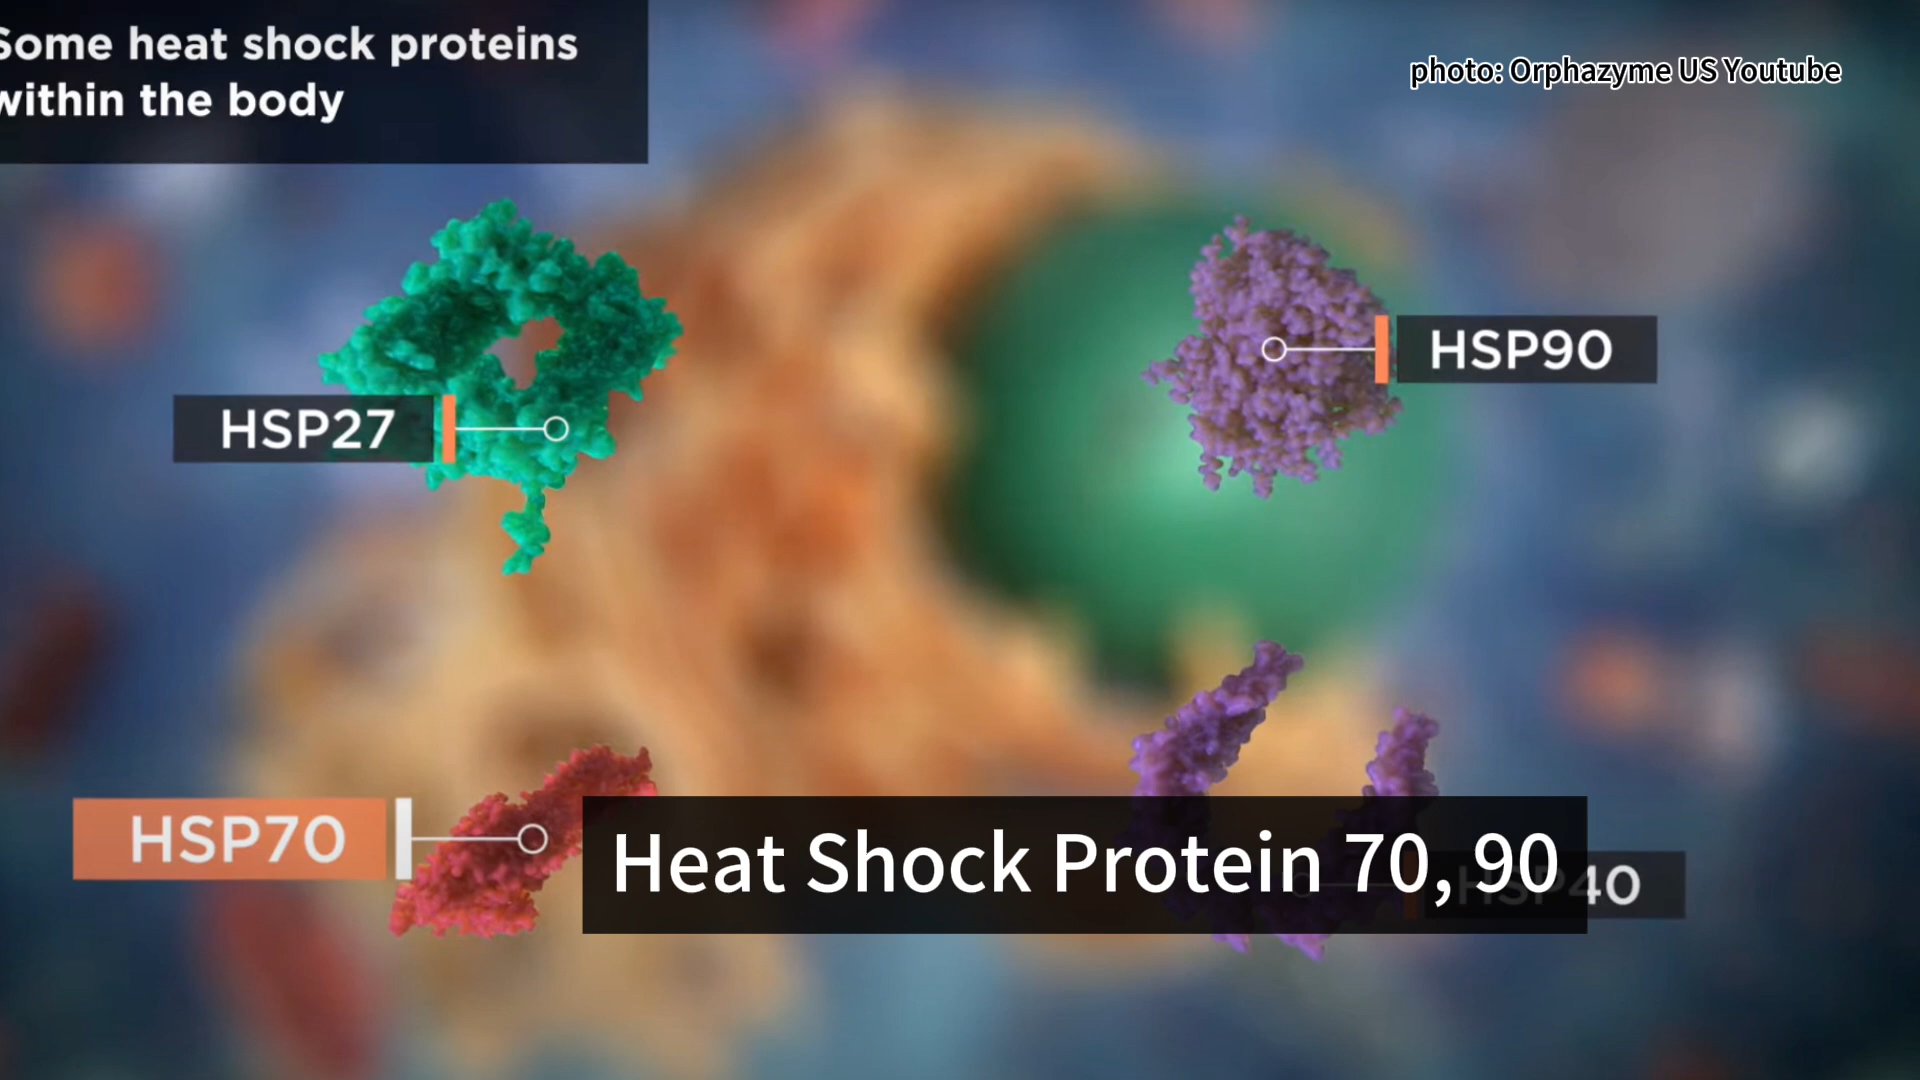 Some heat shock proteins
within the body
photo: Orphazyme US Youtube
HSP90
HSP27
HSP70
Heat Shock Protein 70, 90
HSP40